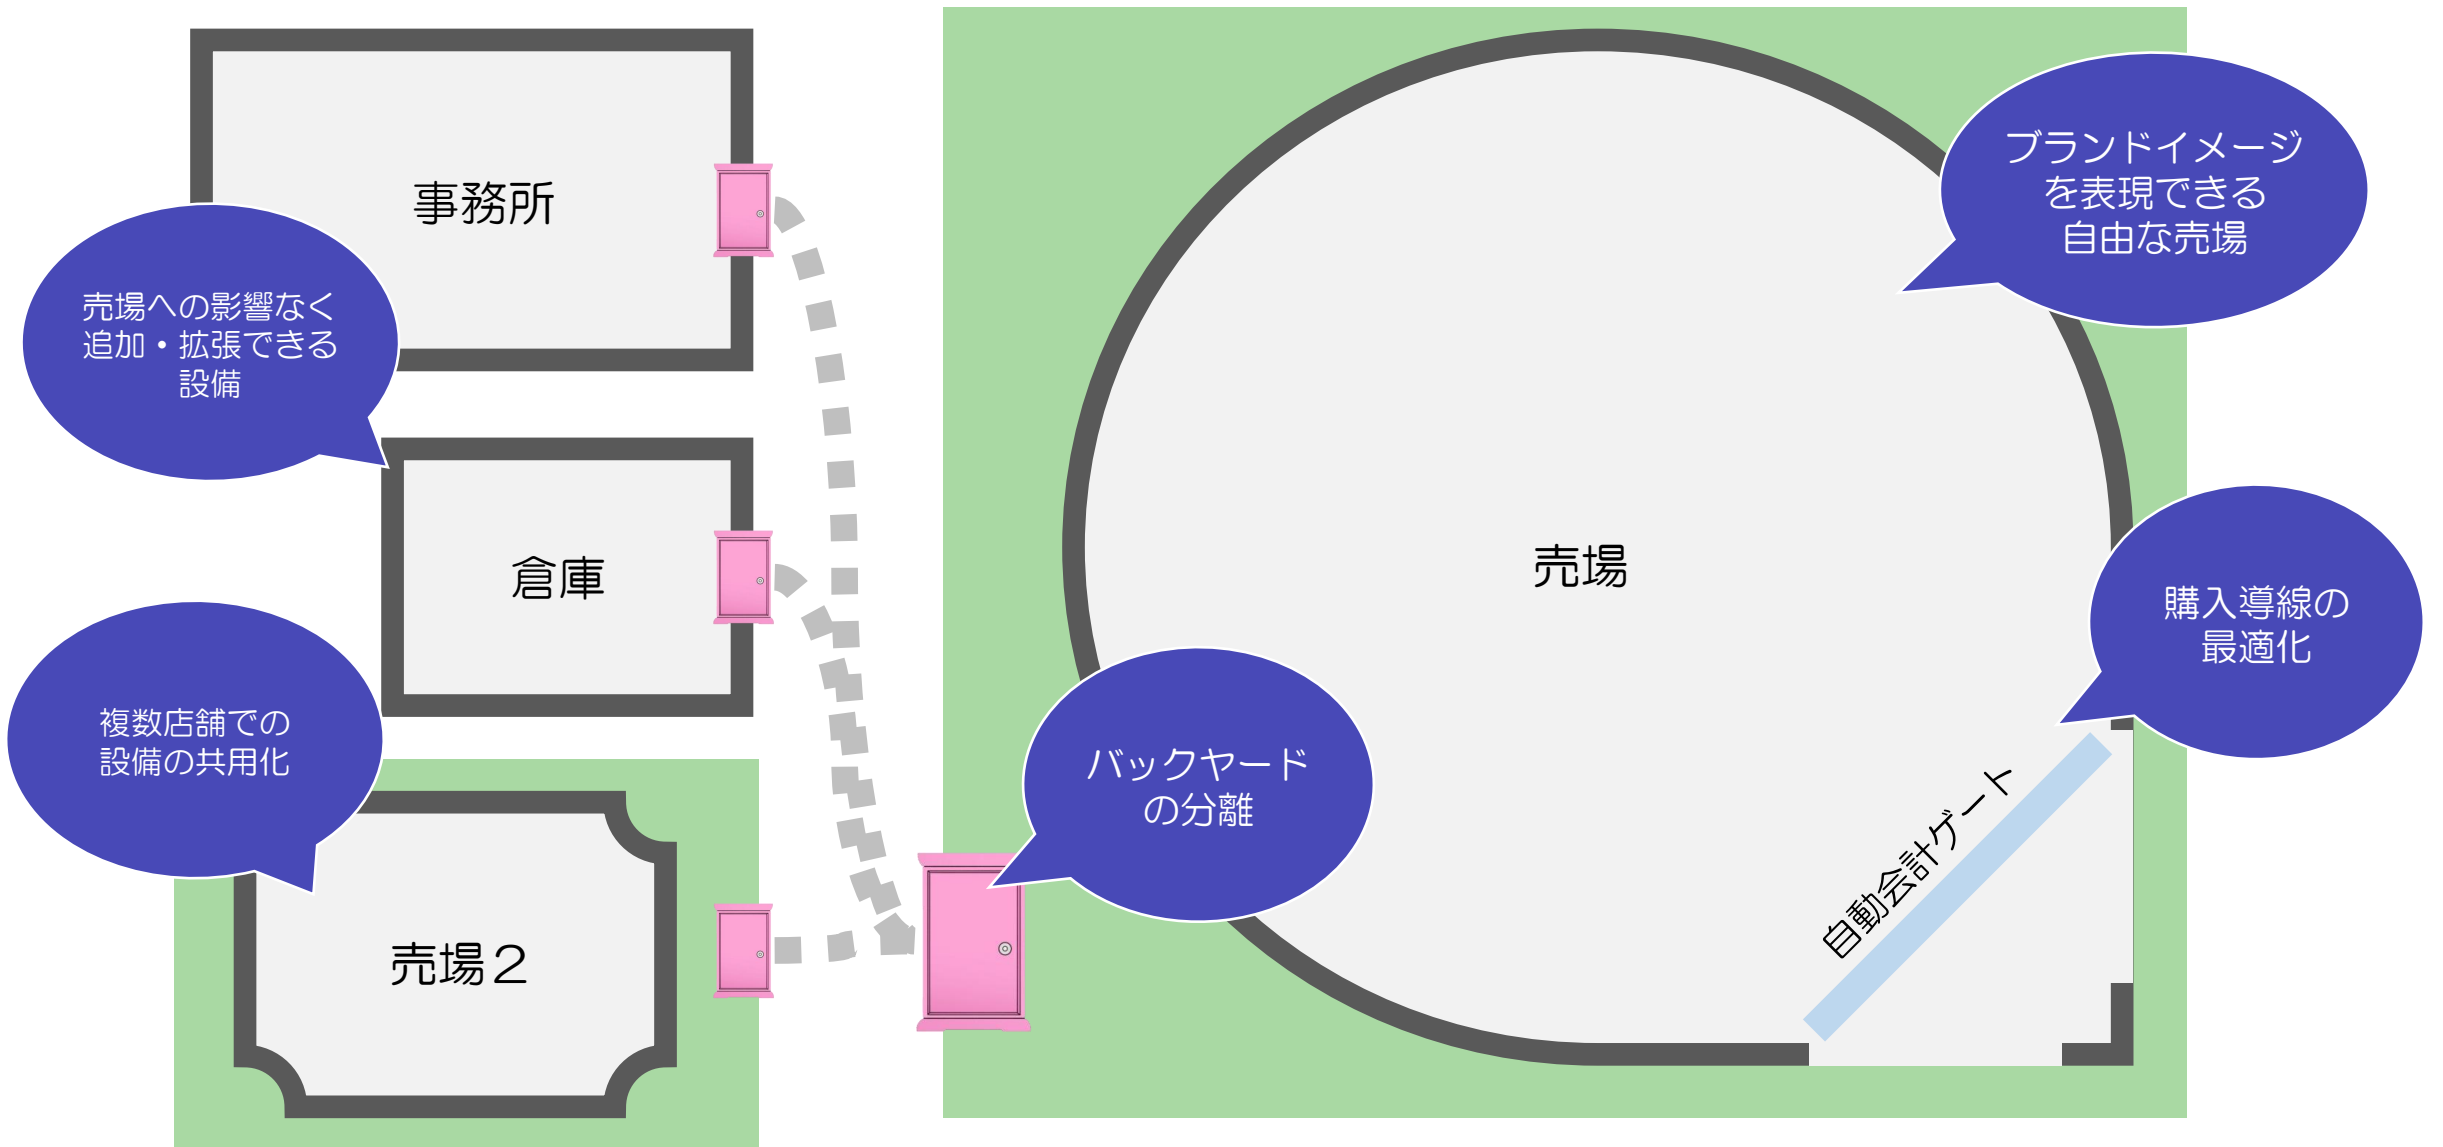 事務所
売場への影響なく
追加・拡張できる
設備
倉庫
複数店舗での
設備の共用化
売場２
ブランドイメージ
を表現できる
自由な売場
売場
購入導線の
最適化
バックヤード
の分離
自動会計ゲート